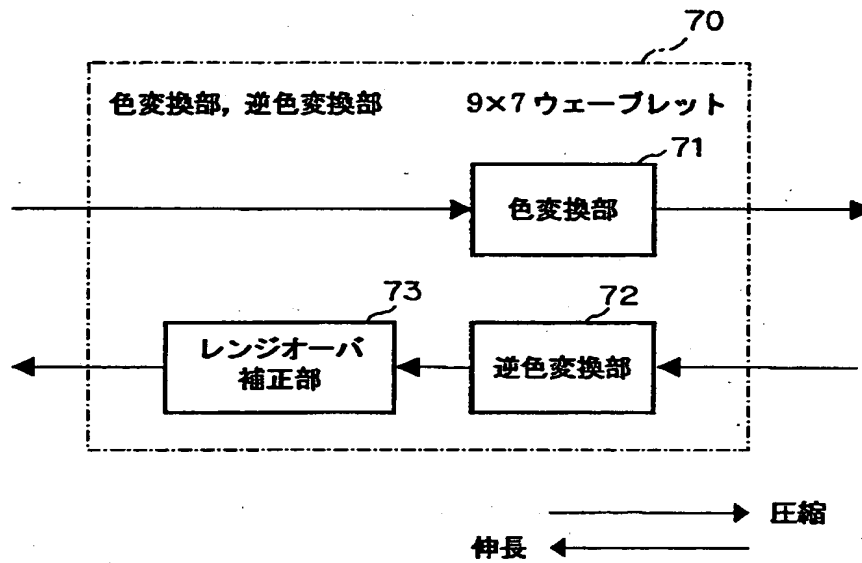 70
色変換部, 逆色変換部 9×7 ウェーブレット
71
色変換部
73
72
レンジオーバ
補正部
逆色変換部
圧縮
伸長